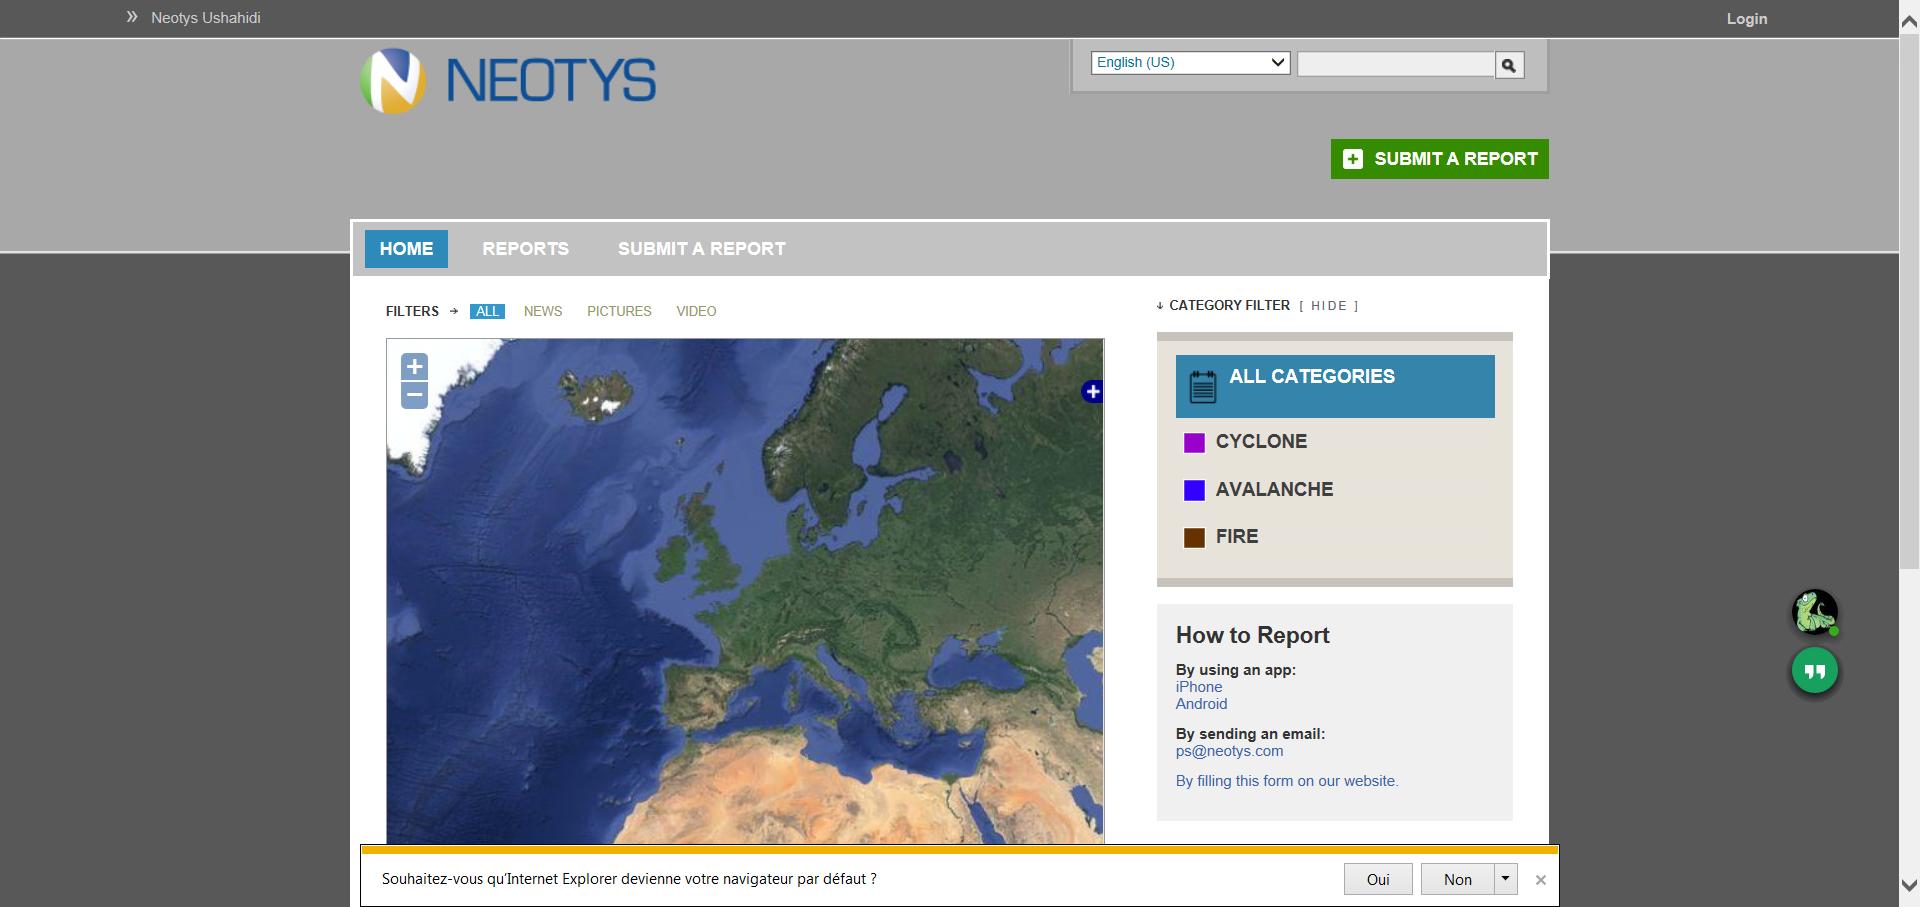 Neotys Ushahidi
Login
NEOTYS
English (US)
SUBMIT A REPORT
HOME REPORTS SUBMIT A REPORT
FILTERS → ALL NEWS PICTURES VIDEO
↓ CATEGORY FILTER [ HIDE ]
ALL CATEGORIES
CYCLONE
AVALANCHE
FIRE
How to Report
By using an app:
iPhone
Android
By sending an email:
ps@neotys.com
By filling this form on our website.
Souhaitez-vous qu'Internet Explorer devienne votre navigateur par défaut ?
Oui Non